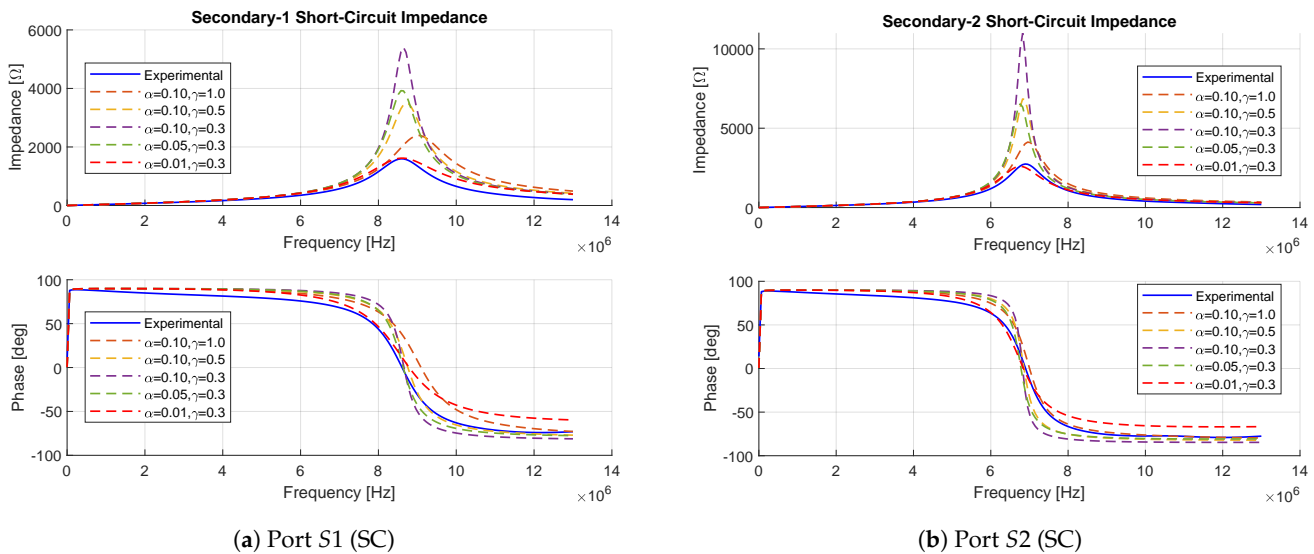 Secondary-1 Short-Circuit Impedance
6000
4000
2000
0
Impedance [Ω]
Experimental
α=0.10,γ=1.0
α=0.10,γ=0.5
α=0.10,γ=0.3
α=0.05,γ=0.3
α=0.01,γ=0.3
0 2 4 6 8 10 12 14
Frequency [Hz]
×10⁶
100
50
0
-50
-100
Phase [deg]
Experimental
α=0.10,γ=1.0
α=0.10,γ=0.5
α=0.10,γ=0.3
α=0.05,γ=0.3
α=0.01,γ=0.3
0 2 4 6 8 10 12 14
Frequency [Hz]
×10⁶
(a) Port S1 (SC)
Secondary-2 Short-Circuit Impedance
10000
5000
0
Impedance [Ω]
Experimental
α=0.10,γ=1.0
α=0.10,γ=0.5
α=0.10,γ=0.3
α=0.05,γ=0.3
α=0.01,γ=0.3
0 2 4 6 8 10 12 14
Frequency [Hz]
×10⁶
100
50
0
-50
-100
Phase [deg]
Experimental
α=0.10,γ=1.0
α=0.10,γ=0.5
α=0.10,γ=0.3
α=0.05,γ=0.3
α=0.01,γ=0.3
0 2 4 6 8 10 12 14
Frequency [Hz]
×10⁶
(b) Port S2 (SC)